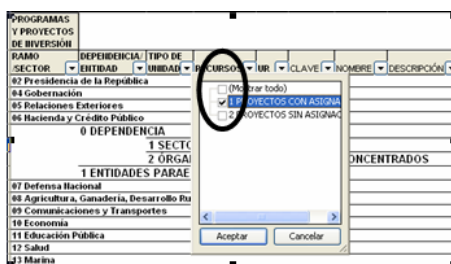 PROGRAMAS
Y PROYECTOS
DE INVERSIÓN
RAMO
/SECTOR
DEPENDENCIA/
ENTIDAD
TIPO DE
UNIDAD
RECURSOS
UR
CLAVE
NOMBRE
DESCRIPCIÓN
02 Presidencia de la República
04 Gobernación
05 Relaciones Exteriores
06 Hacienda y Crédito Público
0 DEPENDENCIA
1 SECTO
2 ÓRGA
ONCENTRADOS
1 ENTIDADES PARAE
07 Defensa Nacional
08 Agricultura, Ganadería, Desarrollo Ru
09 Comunicaciones y Transportes
10 Economía
11 Educación Pública
12 Salud
13 Marina
(Mostrar todo)
1 PROYECTOS CON ASIGNA
2 PROYECTOS SIN ASIGNAC
Aceptar
Cancelar